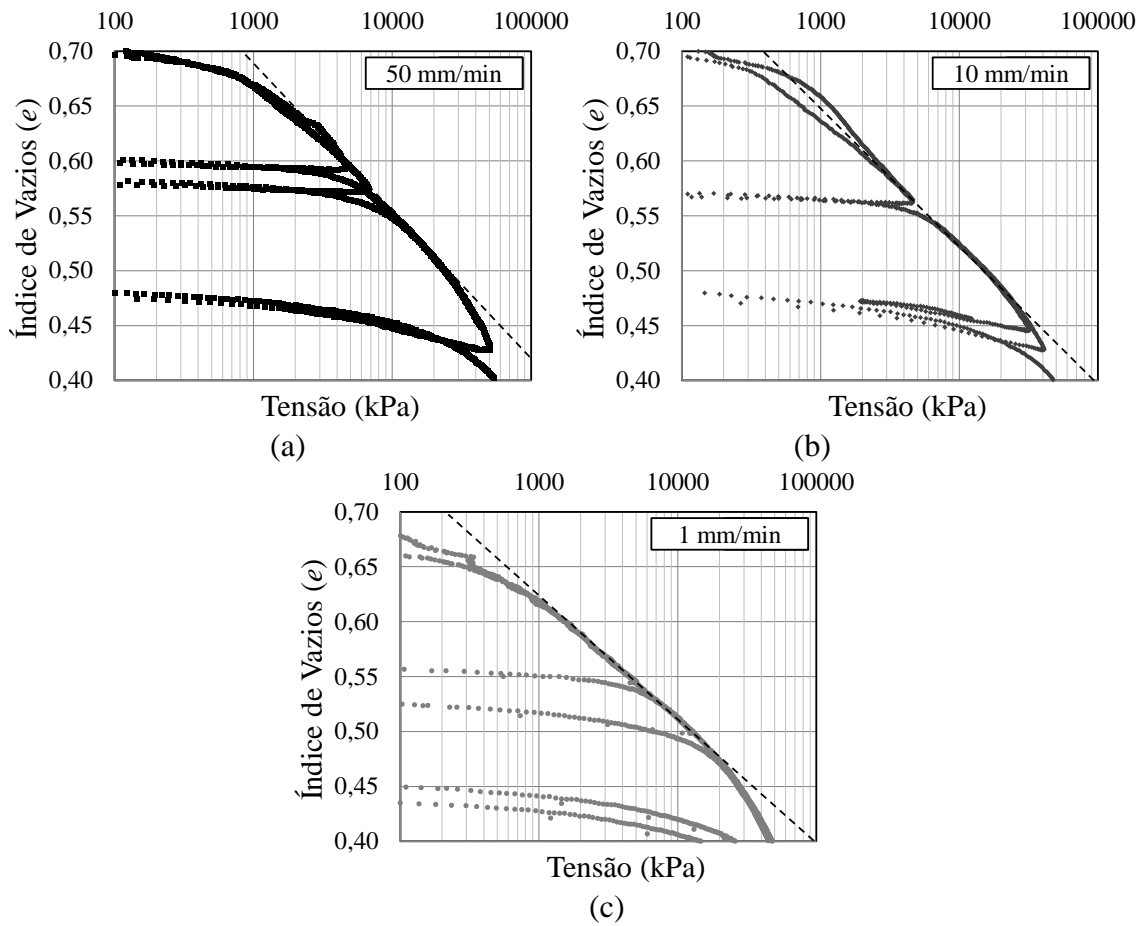 100 1000 10000 100000
0,70
0,65
0,60
0,55
0,50
0,45
0,40
Índice de Vazios (e)
50 mm/min
Tensão (kPa)
(a)
100 1000 10000 100000
0,70
0,65
0,60
0,55
0,50
0,45
0,40
Índice de Vazios (e)
10 mm/min
Tensão (kPa)
(b)
100 1000 10000 100000
0,70
0,65
0,60
0,55
0,50
0,45
0,40
Índice de Vazios (e)
1 mm/min
Tensão (kPa)
(c)